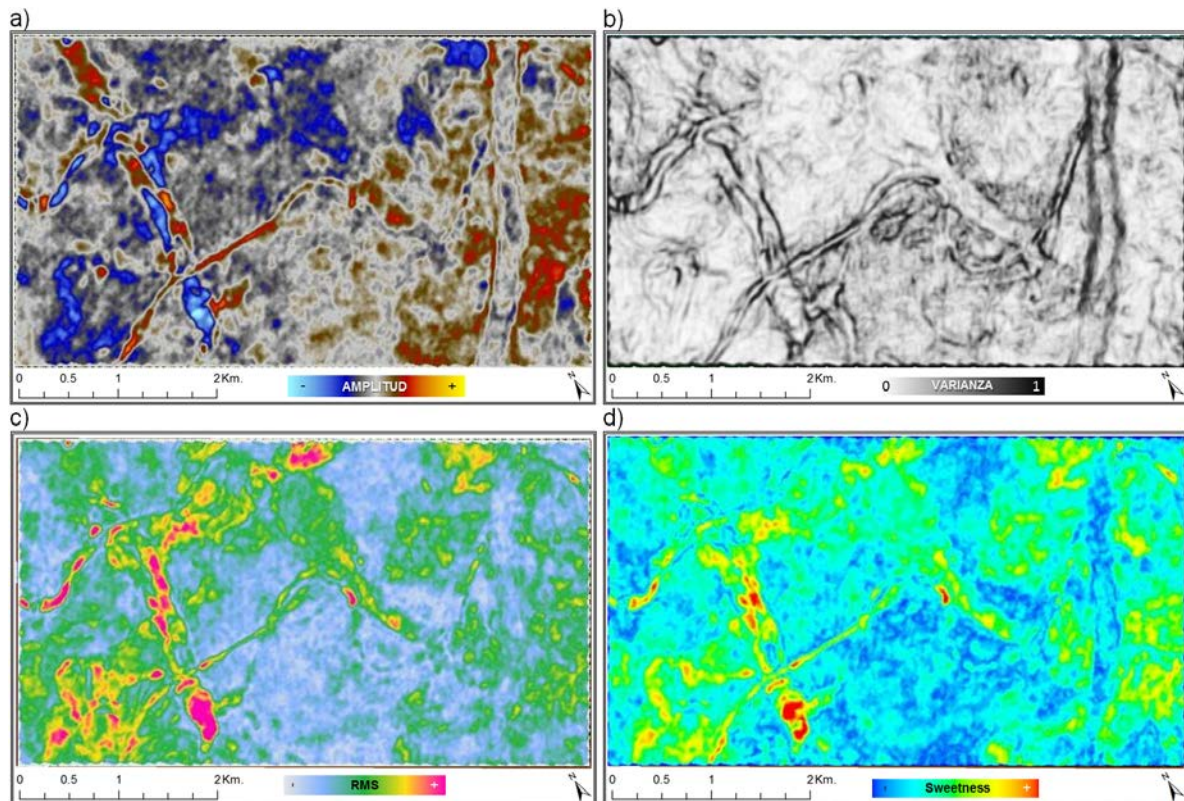 a)
b)
0 0.5 1 2Km.
- AMPLITUD +
N
0 0.5 1 2Km.
0 VARIANZA 1
N
c)
d)
0 0.5 1 2Km.
- RMS +
N
0 0.5 1 2Km.
- Sweetness +
N